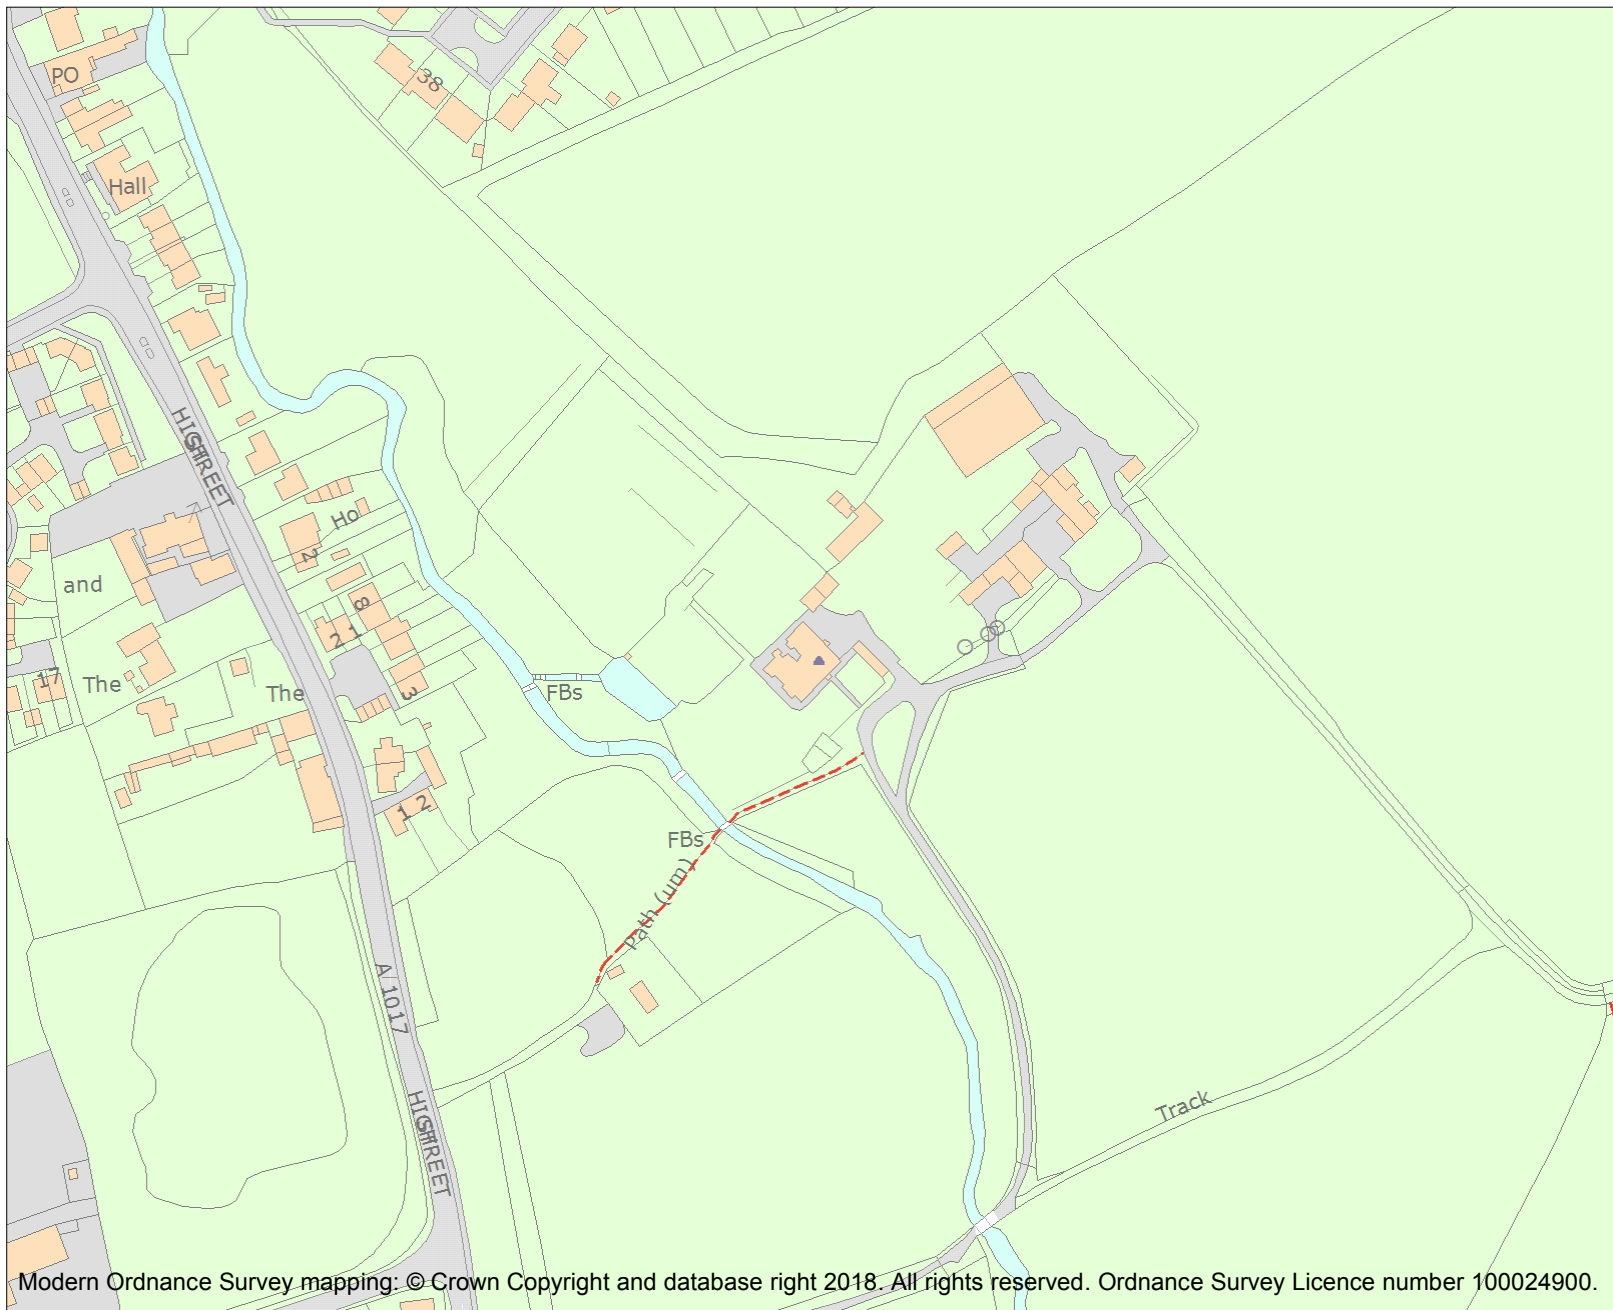 PO
38
Hall
HIGH
STREET
Ho
2
and
8
2 1
17
The
The
3
FBs
1 2
FBs
Path (um)
A 1017
HIGH
STREET
Track
Modern Ordnance Survey mapping: © Crown Copyright and database right 2018. All rights reserved. Ordnance Survey Licence number 100024900.